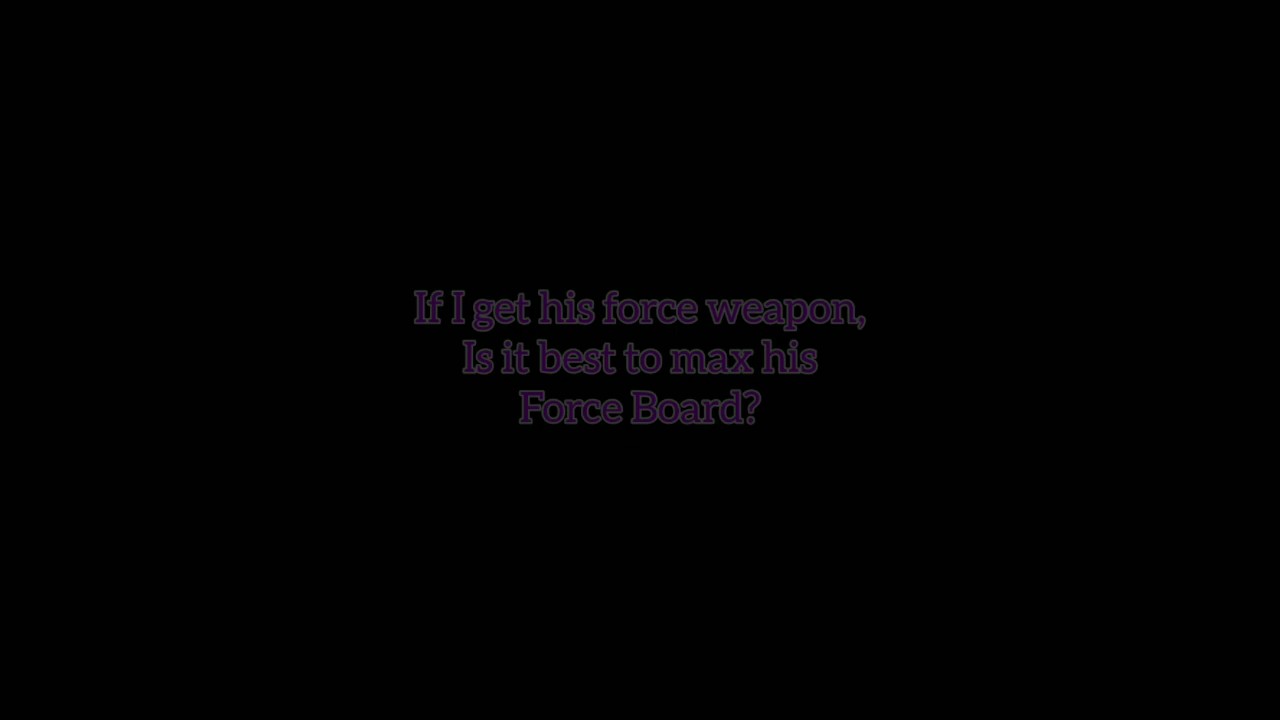 If I get his force weapon,
Is it best to max his
Force Board?